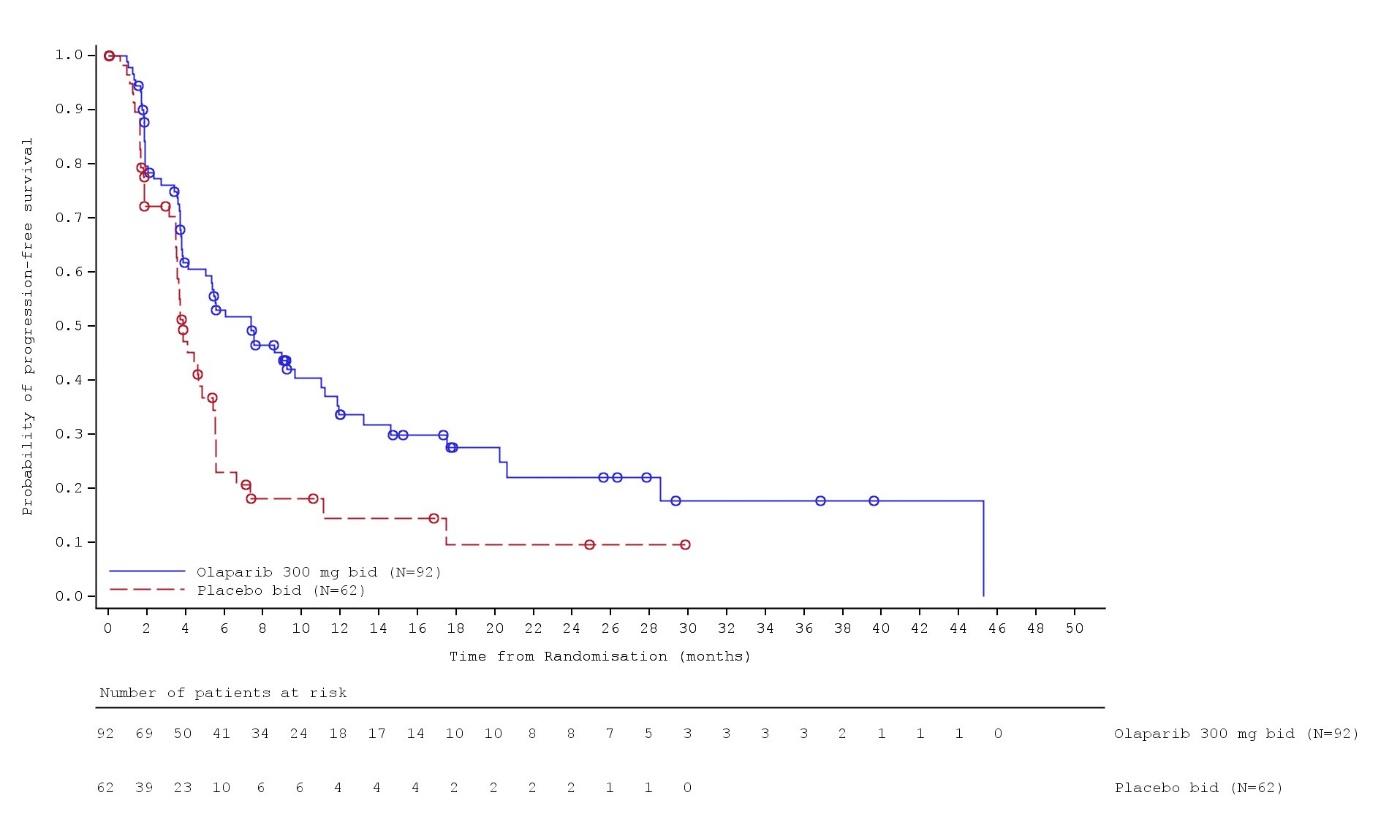 Probability of progression-free survival
1.0
0.9
0.8
0.7
0.6
0.5
0.4
0.3
0.2
0.1
0.0
Olaparib 300 mg bid (N=92)
Placebo bid (N=62)
0 2 4 6 8 10 12 14 16 18 20 22 24 26 28 30 32 34 36 38 40 42 44 46 48 50
Time from Randomisation (months)
Number of patients at risk
92 69 50 41 34 24 18 17 14 10 10 8 8 7 5 3 3 3 3 2 1 1 1 0 Olaparib 300 mg bid (N=92)
62 39 23 10 6 6 4 4 4 2 2 2 2 1 1 0 Placebo bid (N=62)